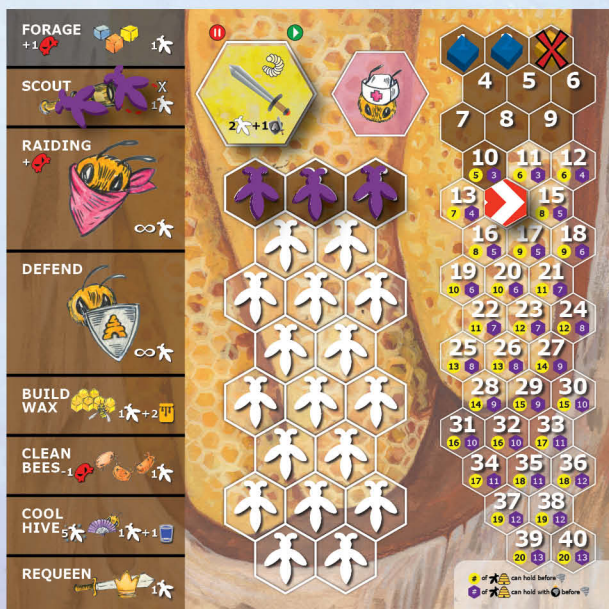 FORAGE
+1 1
SCOUT X
1
RAIDING
+
∞
DEFEND
∞
BUILD
WAX 1 +2
CLEAN
BEES -1 1
COOL
HIVE 5 1 +1
REQUEEN
1
2 +1
4 5 6
7 8 9
10 11 12
5 3 6 3 6 4
13 15
7 4 8 5
16 17 18
8 5 9 5 9 6
19 20 21
10 6 10 6 11 7
22 23 24
11 7 12 7 12 8
25 26 27
13 8 13 8 14 9
28 29 30
14 9 15 9 15 10
31 32 33
16 10 16 10 17 11
34 35 36
17 11 18 11 18 12
37 38
19 12 19 12
39 40
20 13 20 13
# of can hold before
# of can hold with before